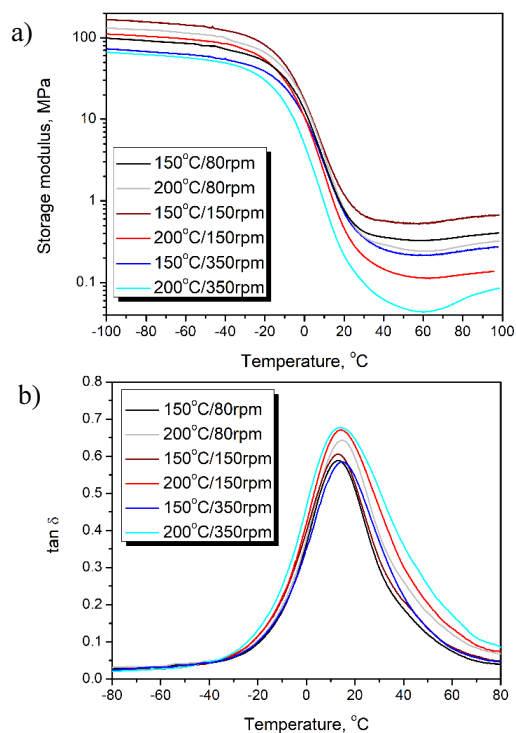 a)
Storage modulus, MPa
100
10
1
0.1
150°C/80rpm
200°C/80rpm
150°C/150rpm
200°C/150rpm
150°C/350rpm
200°C/350rpm
-100 -80 -60 -40 -20 0 20 40 60 80 100
Temperature, °C
b)
tan δ
0.8
0.7
0.6
0.5
0.4
0.3
0.2
0.1
0.0
150°C/80rpm
200°C/80rpm
150°C/150rpm
200°C/150rpm
150°C/350rpm
200°C/350rpm
-80 -60 -40 -20 0 20 40 60 80
Temperature, °C